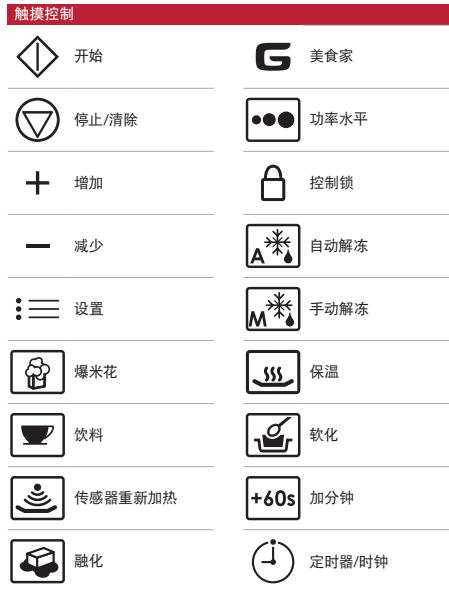 触摸控制
开始
停止/清除
增加
减少
设置
爆米花
饮料
传感器重新加热
融化
G 美食家
功率水平
控制锁
A 自动解冻
M 手动解冻
保温
软化
+60s 加分钟
定时器/时钟